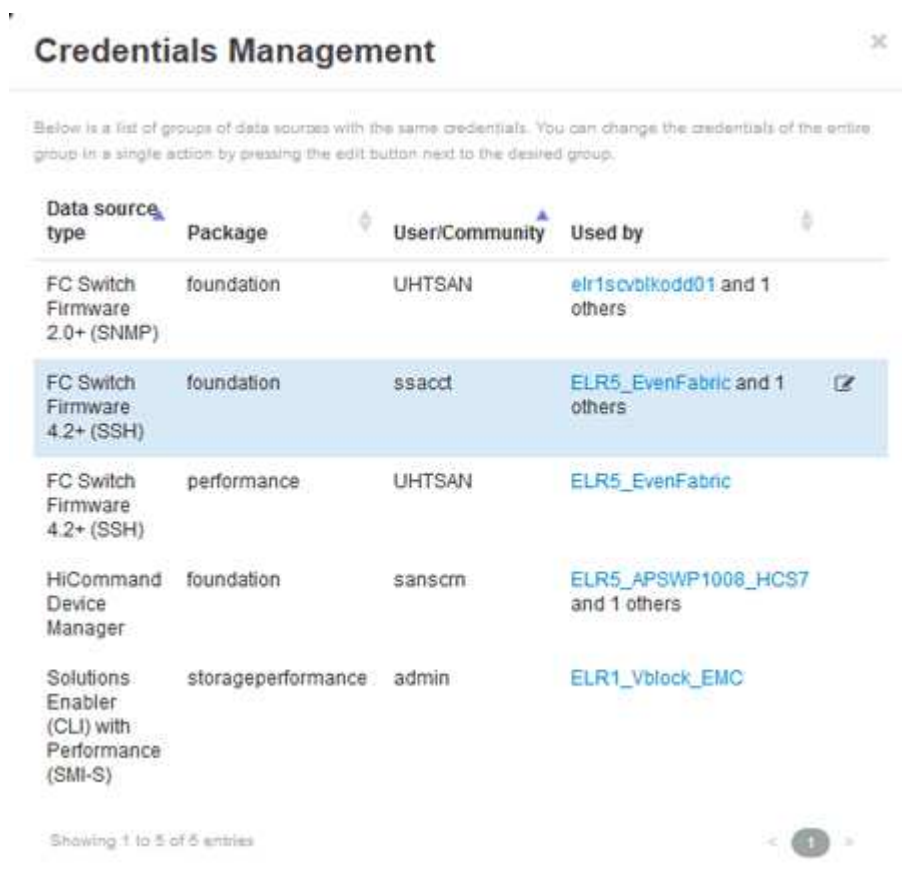 Credentials Management
Below is a list of groups of data sources with the same credentials. You can change the credentials of the entire
group in a single action by pressing the edit button next to the desired group.
Data source
type Package User/Community Used by
FC Switch foundation UHTSAN elr1scvblkodd01 and 1
Firmware others
2.0+ (SNMP)
FC Switch foundation ssacct ELR5_EvenFabric and 1
Firmware others
4.2+ (SSH)
FC Switch performance UHTSAN ELR5_EvenFabric
Firmware
4.2+ (SSH)
HiCommand foundation sanscrn ELR5_APSWP1008_HCS7
Device and 1 others
Manager
Solutions storageperformance admin ELR1_Vblock_EMC
Enabler
(CLI) with
Performance
(SMI-S)
Showing 1 to 5 of 5 entries < 1 >